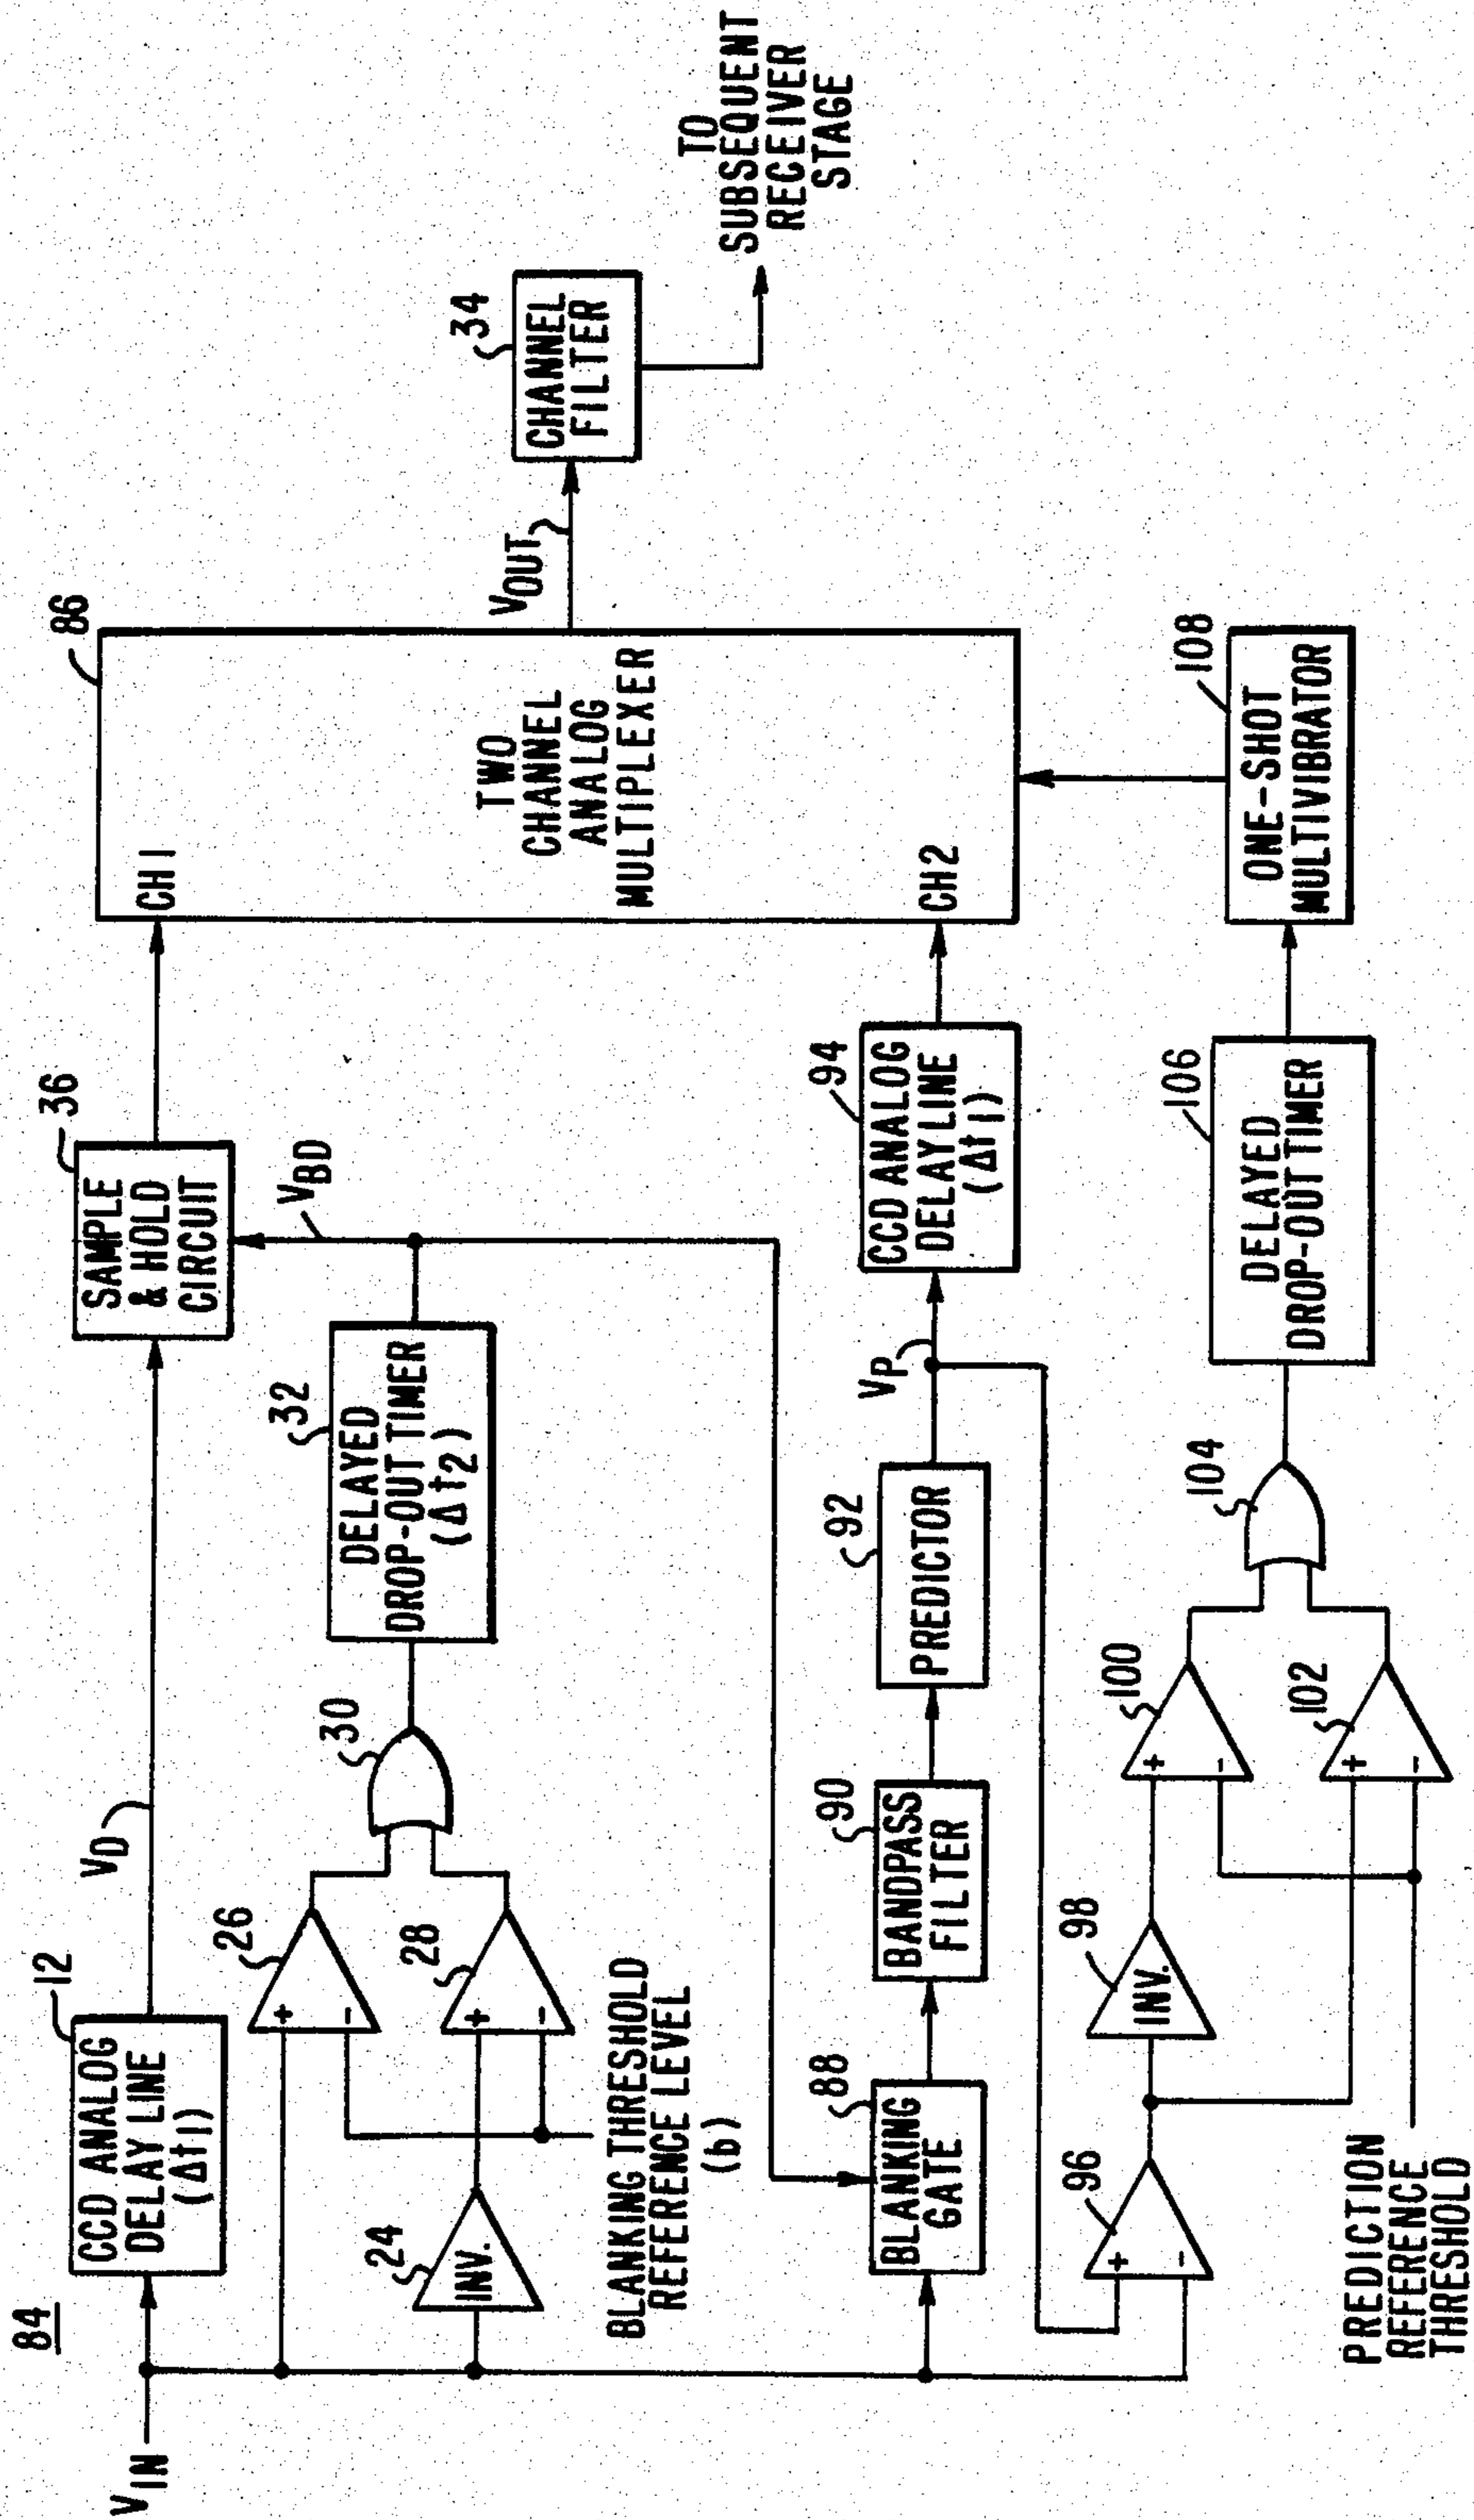 84
VIN
12
CCD ANALOG
DELAY LINE
(Δt1)
VD
36
SAMPLE
& HOLD
CIRCUIT
VBD
86
CH1
CH2
TWO
CHANNEL
ANALOG
MULTIPLEXER
VOUT
34
CHANNEL
FILTER
TO
SUBSEQUENT
RECEIVER
STAGE
24
INV.
26
+
-
28
+
-
30
32
DELAYED
DROP-OUT TIMER
(Δt2)
BLANKING THRESHOLD
REFERENCE LEVEL
(b)
88
BLANKING
GATE
90
BANDPASS
FILTER
92
PREDICTOR
VP
94
CCD ANALOG
DELAY LINE
(Δt1)
96
+
-
98
INV.
100
+
-
102
+
-
104
106
DELAYED
DROP-OUT TIMER
108
ONE-SHOT
MULTIVIBRATOR
PREDICTION
REFERENCE
THRESHOLD